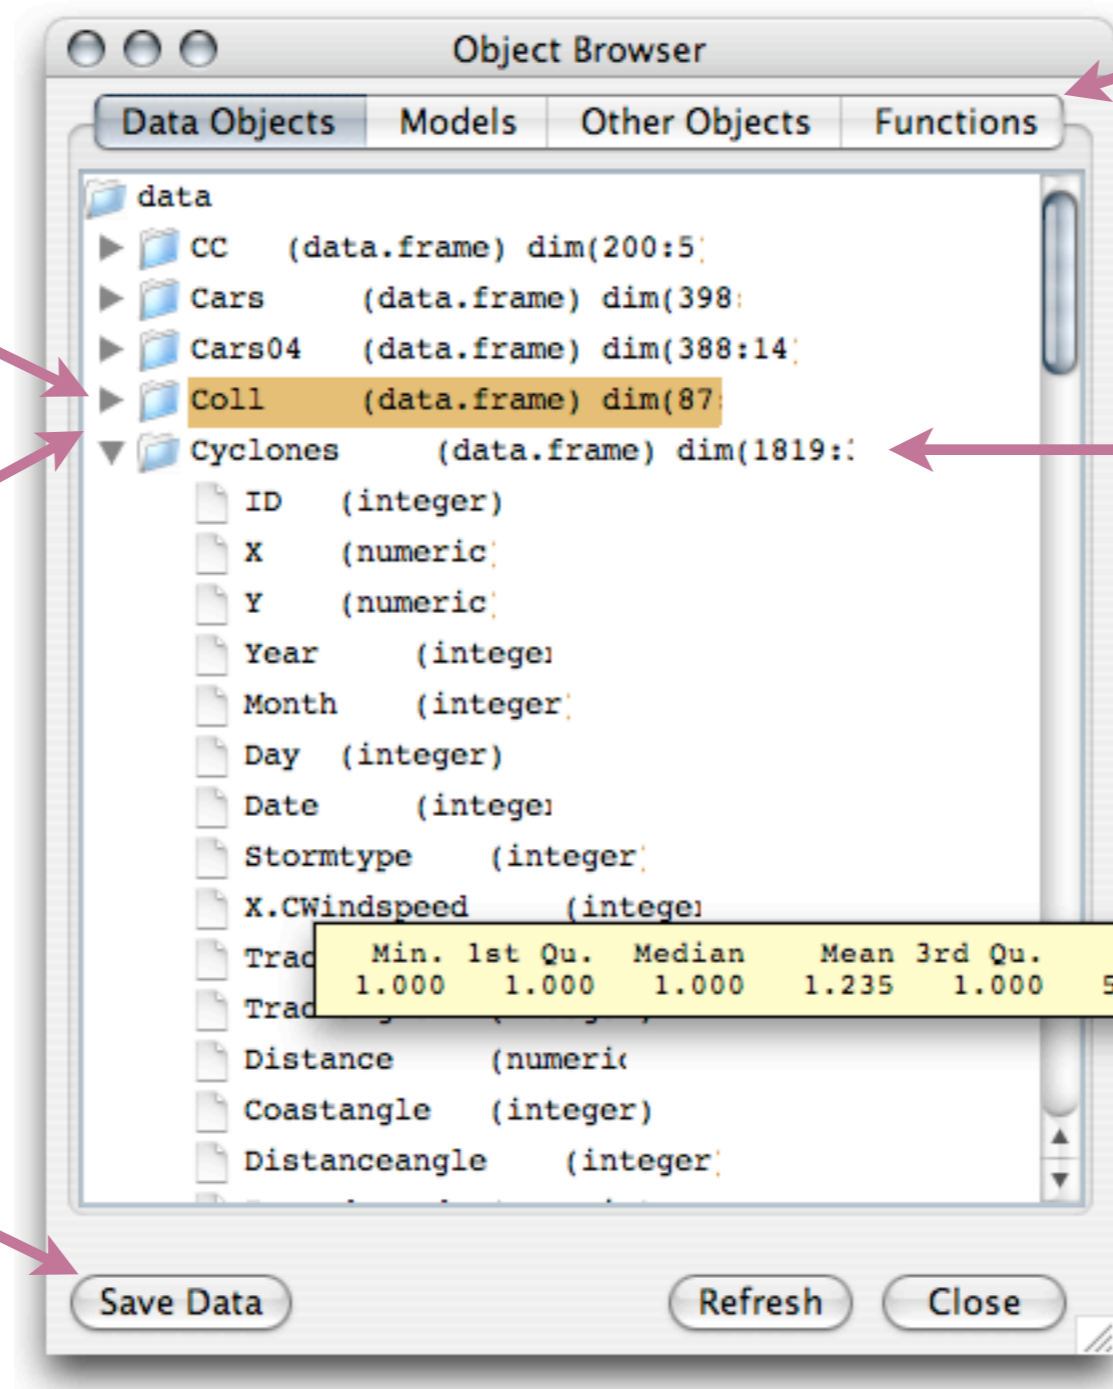 Object Browser
Data Objects Models Other Objects Functions
data
CC (data.frame) dim(200:5
Cars (data.frame) dim(398:
Cars04 (data.frame) dim(388:14
Coll (data.frame) dim(87:
Cyclones (data.frame) dim(1819:
ID (integer)
X (numeric
Y (numeric
Year (intege
Month (integer
Day (integer)
Date (intege
Stormtype (integer
X.CWindspeed (intege
Min. 1st Qu. Median Mean 3rd Qu.
1.000 1.000 1.000 1.235 1.000 5
Distance (numeri
Coastangle (integer)
Distanceangle (integer
Save Data Refresh Close